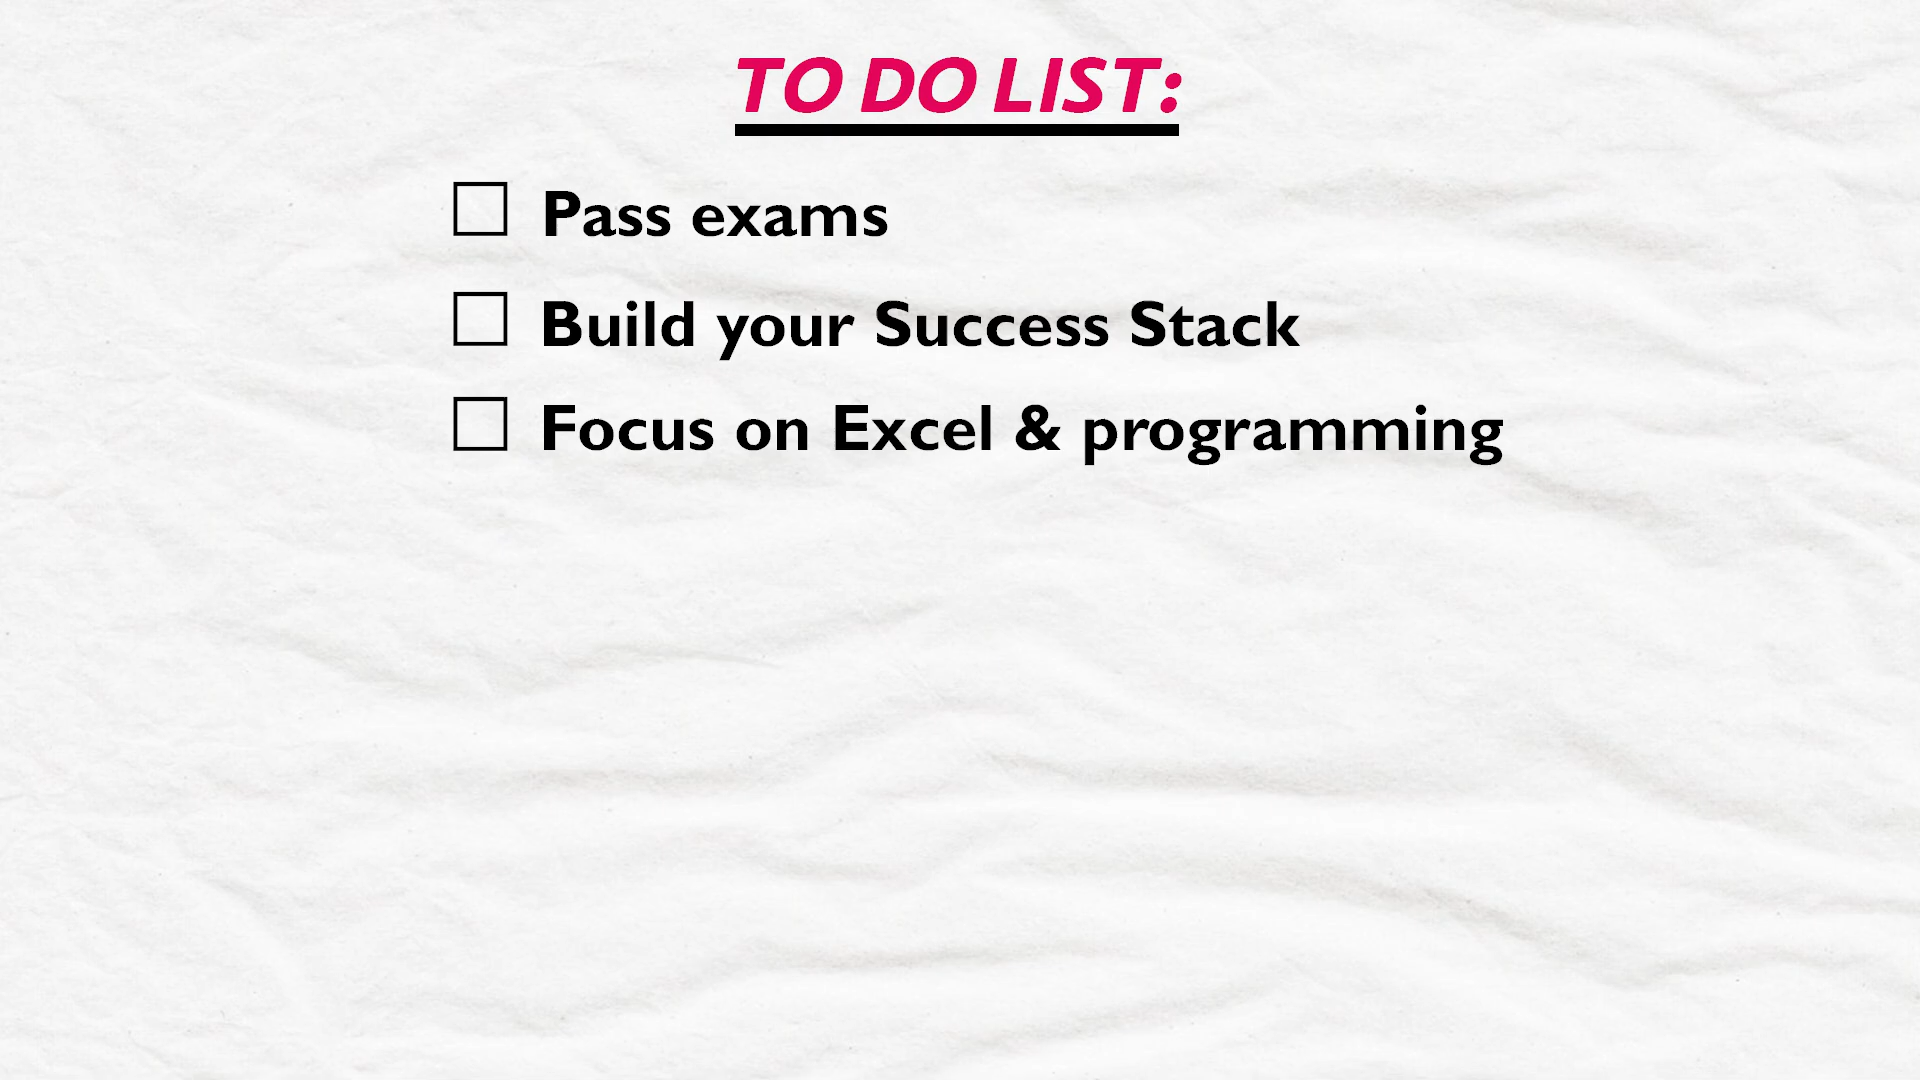 TO DO LIST:
☐ Pass exams
☐ Build your Success Stack
☐ Focus on Excel & programming